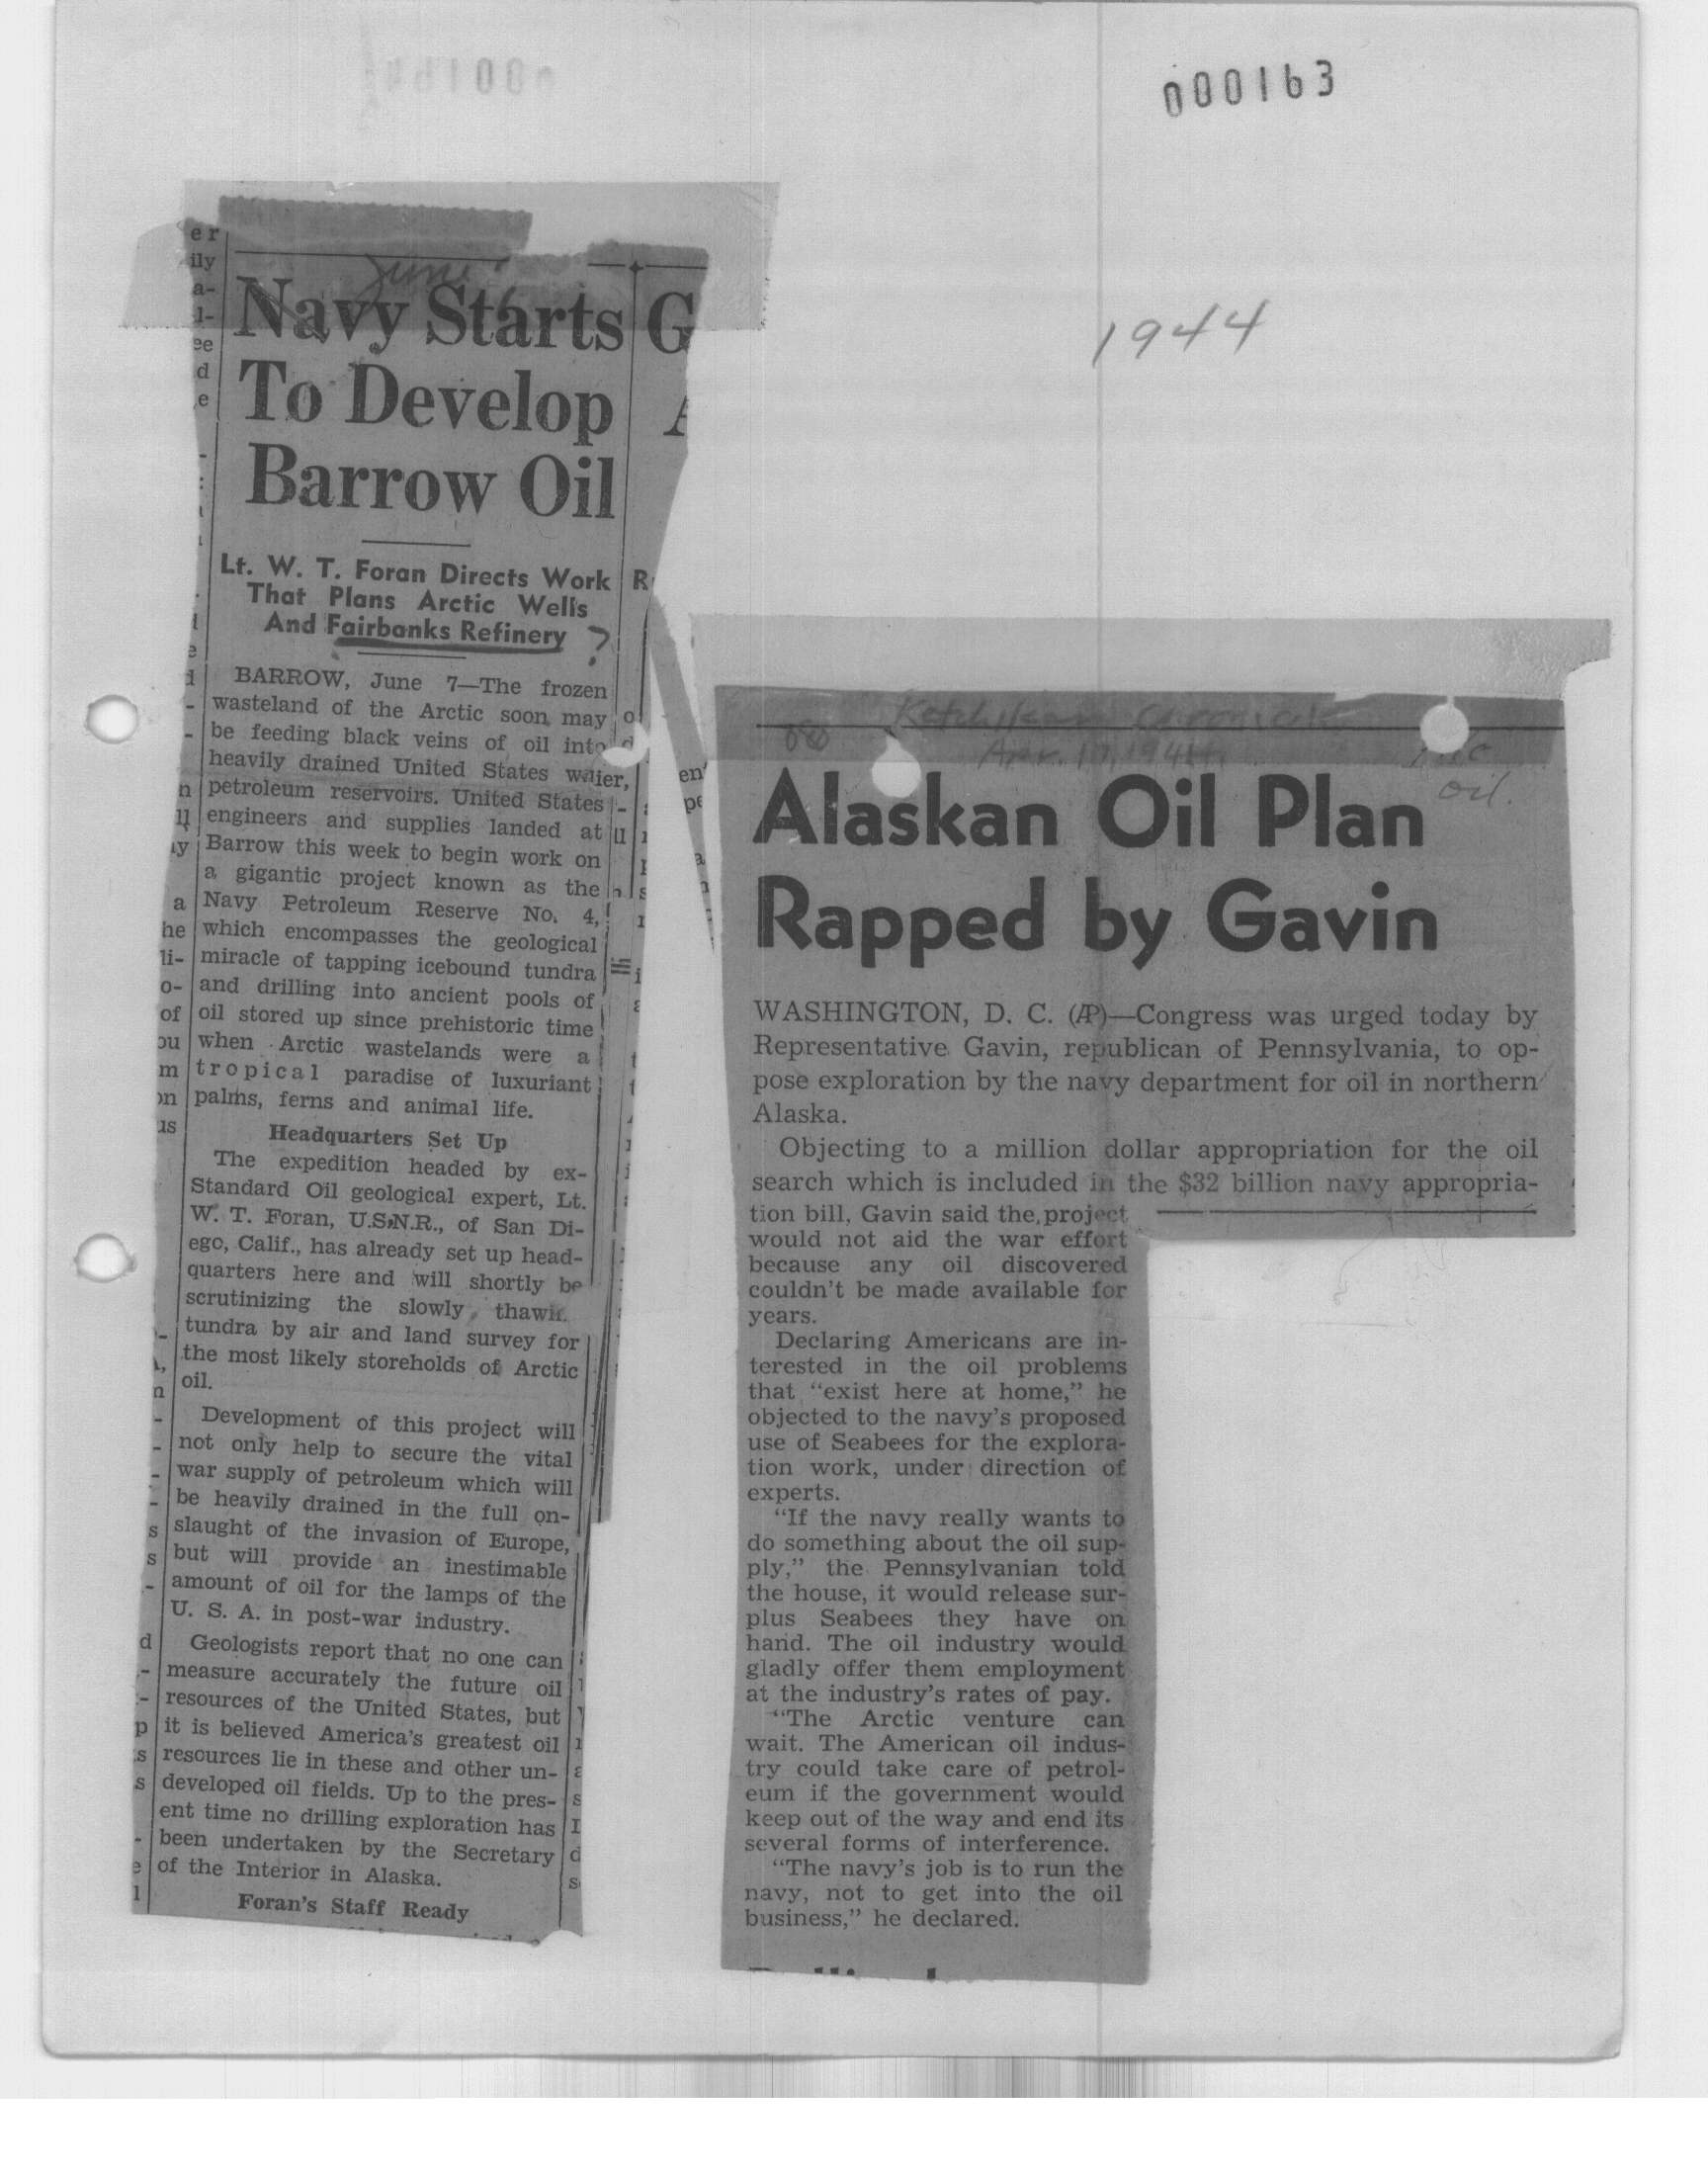 000163
1944
June
Navy Starts
To Develop
Barrow Oil
Lt. W. T. Foran Directs Work
That Plans Arctic Wells
And Fairbanks Refinery ?
BARROW, June 7—The frozen
wasteland of the Arctic soon may
be feeding black veins of oil into
heavily drained United States
petroleum reservoirs. United States
engineers and supplies landed at
Barrow this week to begin work on
a gigantic project known as the
Navy Petroleum Reserve No. 4,
which encompasses the geological
miracle of tapping icebound tundra
and drilling into ancient pools of
oil stored up since prehistoric time
when Arctic wastelands were a
tropical paradise of luxuriant
palms, ferns and animal life.
Headquarters Set Up
The expedition headed by ex-
Standard Oil geological expert, Lt.
W. T. Foran, U.S.N.R., of San Di-
ego, Calif., has already set up head-
quarters here and will shortly be
scrutinizing the slowly
tundra by air and land survey for
the most likely storeholds of Arctic
oil.
Development of this project will
not only help to secure the vital
war supply of petroleum which will
be heavily drained in the full on-
slaught of the invasion of Europe,
but will provide an inestimable
amount of oil for the lamps of the
U. S. A. in post-war industry.
Geologists report that no one can
measure accurately the future oil
resources of the United States, but
it is believed America's greatest oil
resources lie in these and other un-
developed oil fields. Up to the pres-
ent time no drilling exploration has
been undertaken by the Secretary
of the Interior in Alaska.
Foran's Staff Ready
Ketchikan Chronicle
Apr. 17, 1944
oil.
Alaskan Oil Plan
Rapped by Gavin
WASHINGTON, D. C. (AP)—Congress was urged today by
Representative Gavin, republican of Pennsylvania, to op-
pose exploration by the navy department for oil in northern
Alaska.
Objecting to a million dollar appropriation for the oil
search which is included in the $32 billion navy appropria-
tion bill, Gavin said the project
would not aid the war effort
because any oil discovered
couldn't be made available for
years.
Declaring Americans are in-
terested in the oil problems
that "exist here at home," he
objected to the navy's proposed
use of Seabees for the explora-
tion work, under direction of
experts.
"If the navy really wants to
do something about the oil sup-
ply," the Pennsylvanian told
the house, it would release sur-
plus Seabees they have on
hand. The oil industry would
gladly offer them employment
at the industry's rates of pay.
"The Arctic venture can
wait. The American oil indus-
try could take care of petrol-
eum if the government would
keep out of the way and end its
several forms of interference.
"The navy's job is to run the
navy, not to get into the oil
business," he declared.